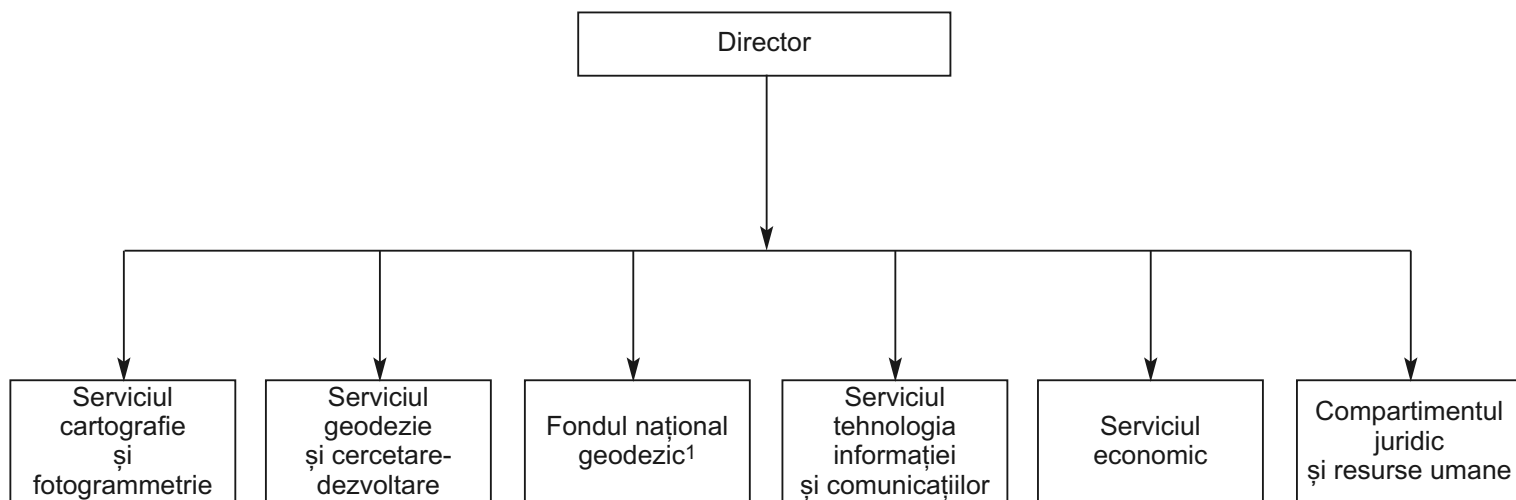 Director
Serviciul
cartografie
și
fotogrammetrie
Serviciul
geodezie
și cercetare-
dezvoltare
Fondul național
geodezic¹
Serviciul
tehnologia
informației
și comunicațiilor
Serviciul
economic
Compartimentul
juridic
și resurse umane